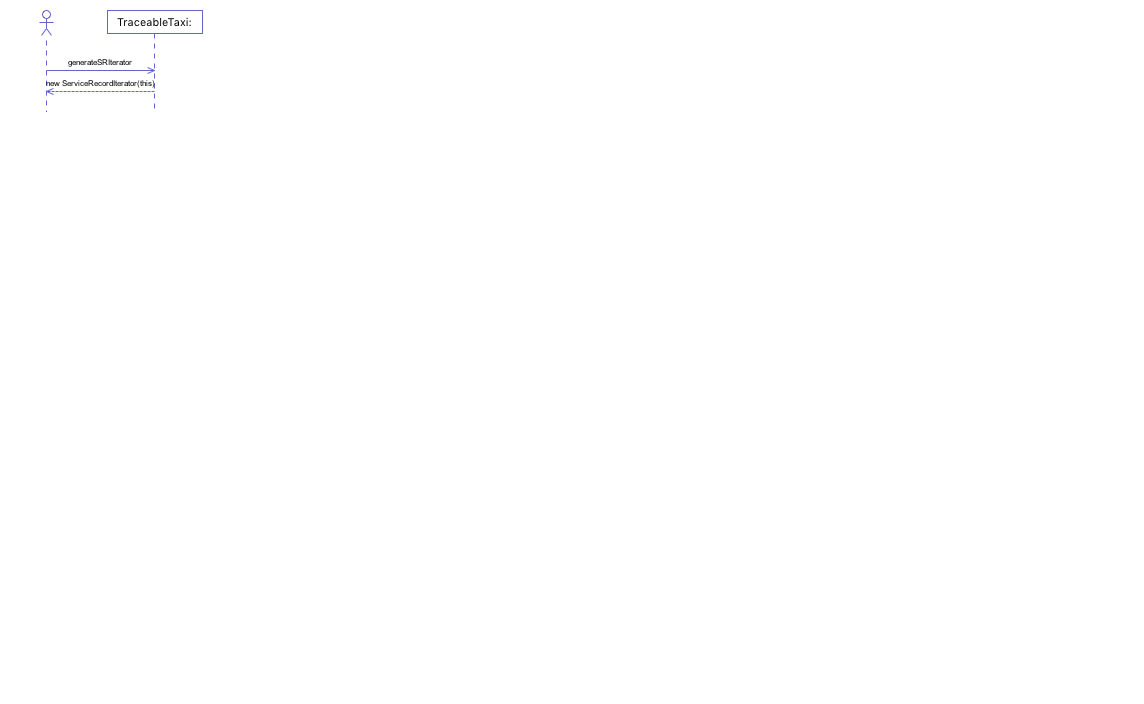 TraceableTaxi:
generateSRIterator
new ServiceRecordIterator(this)